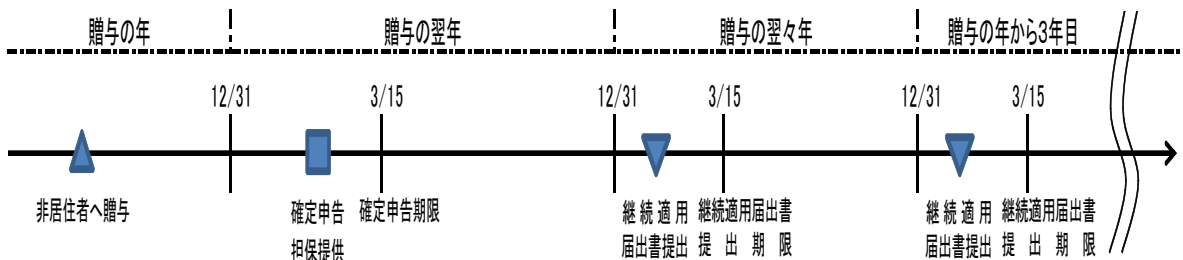 贈与の年 贈与の翌年 贈与の翌々年 贈与の年から3年目
12/31 3/15 12/31 3/15 12/31 3/15
非居住者へ贈与 確定申告 確定申告期限 継続適用 継続適用届出書 継続適用 継続適用届出書
担保提供 届出書提出 提出期限 届出書提出 提出期限